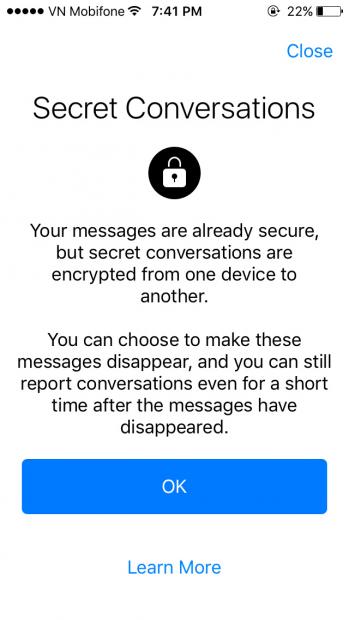 VN Mobifone 7:41 PM 22%
Close
Secret Conversations
Your messages are already secure,
but secret conversations are
encrypted from one device to
another.
You can choose to make these
messages disappear, and you can still
report conversations even for a short
time after the messages have
disappeared.
OK
Learn More